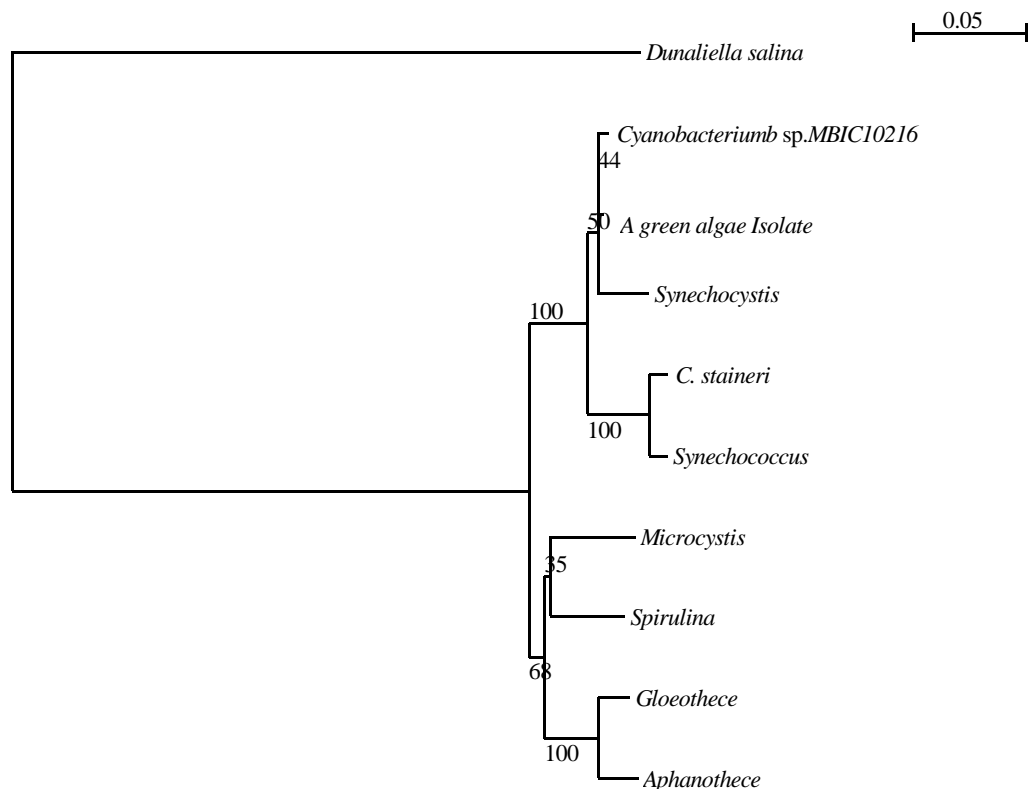 0.05
Dunaliella salina
Cyanobacteriumb sp.MBIC10216
44
50
A green algae Isolate
Synechocystis
100
C. staineri
100
Synechococcus
Microcystis
35
Spirulina
68
Gloeothece
100
Aphanothece